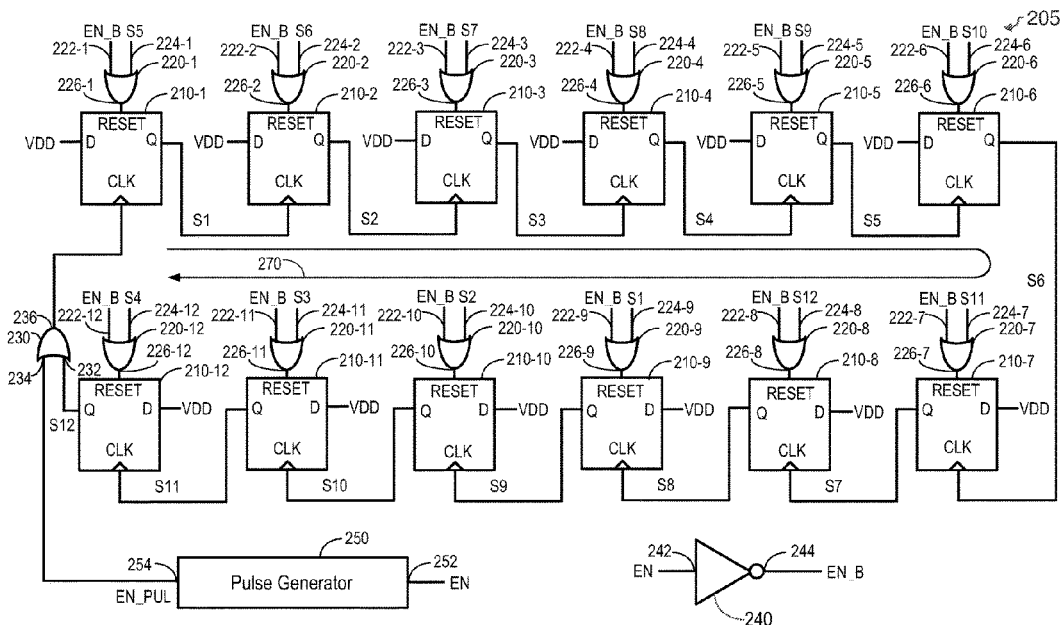 205
EN_B S5 EN_B S6 EN_B S7 EN_B S8 EN_B S9 EN_B S10
222-1 224-1 222-2 224-2 222-3 224-3 222-4 224-4 222-5 224-5 222-6 224-6
220-1 220-2 220-3 220-4 220-5 220-6
226-1 210-1 226-2 210-2 226-3 210-3 226-4 210-4 226-5 210-5 226-6 210-6
RESET RESET RESET RESET RESET RESET
VDD D Q VDD D Q VDD D Q VDD D Q VDD D Q VDD D Q
CLK CLK CLK CLK CLK CLK
S1 S2 S3 S4 S5
270
S6
EN_B S4 EN_B S3 EN_B S2 EN_B S1 EN_B S12 EN_B S11
236 222-12 224-12 222-11 224-11 222-10 224-10 222-9 224-9 222-8 224-8 222-7 224-7
230 220-12 220-11 220-10 220-9 220-8 220-7
234 232 226-12 210-12 226-11 210-11 226-10 210-10 226-9 210-9 226-8 210-8 226-7 210-7
RESET RESET RESET RESET RESET RESET
Q D VDD Q D VDD Q D VDD Q D VDD Q D VDD Q D VDD
S12
CLK CLK CLK CLK CLK CLK
S11 S10 S9 S8 S7
250
254 Pulse Generator 252 EN
EN_PUL
242 244
EN EN_B
240